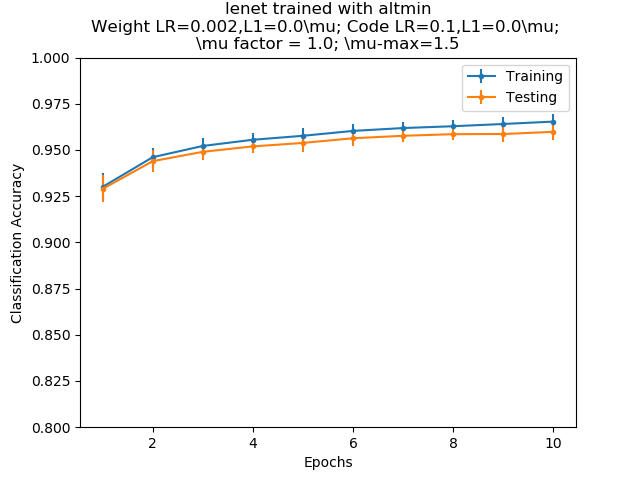 lenet trained with altmin
Weight LR=0.002,L1=0.0\mu; Code LR=0.1,L1=0.0\mu;
\mu factor = 1.0; \mu-max=1.5
Training
Testing
1.000
0.975
0.950
0.925
0.900
0.875
0.850
0.825
0.800
Classification Accuracy
2 4 6 8 10
Epochs